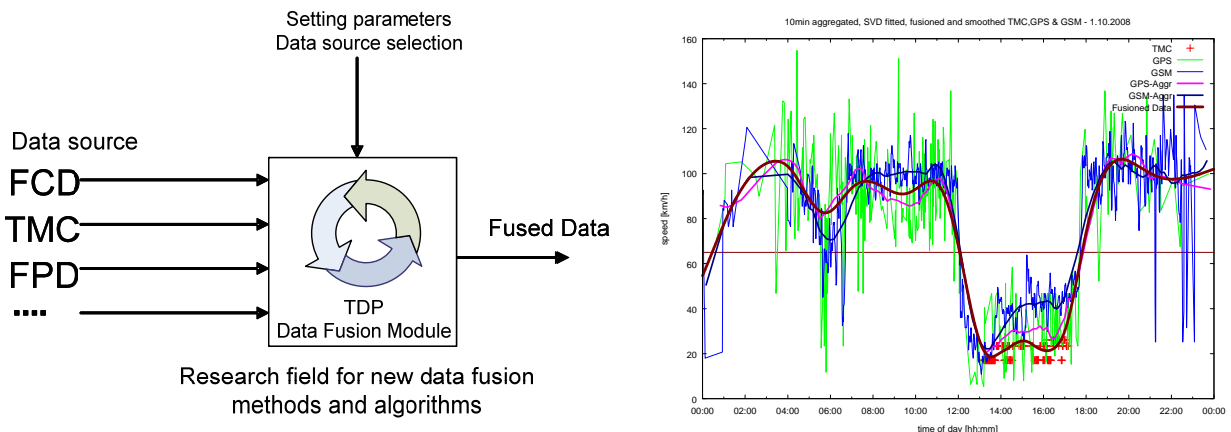 Setting parameters
Data source selection
Data source
FCD
TMC
FPD
....
TDP
Data Fusion Module
Fused Data
Research field for new data fusion
methods and algorithms
10min aggregated, SVD fitted, fusioned and smoothed TMC,GPS & GSM - 1.10.2008
TMC
GPS
GSM
GPS-Aggr
GSM-Aggr
Fusioned Data
speed [km/h]
160
140
120
100
80
60
40
20
0
00:00 02:00 04:00 06:00 08:00 10:00 12:00 14:00 16:00 18:00 20:00 22:00 00:00
time of day [hh:mm]